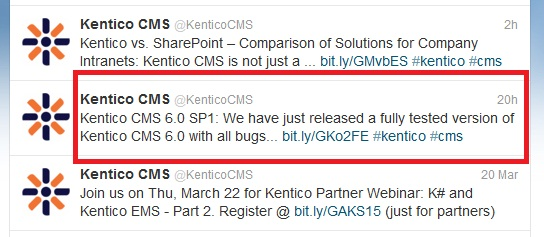 Kentico CMS @KenticoCMS 2h
Kentico vs. SharePoint – Comparison of Solutions for Company
Intranets: Kentico CMS is not just a ... bit.ly/GMvbES #kentico #cms
Kentico CMS @KenticoCMS 20h
Kentico CMS 6.0 SP1: We have just released a fully tested version of
Kentico CMS 6.0 with all bugs... bit.ly/GKo2FE #kentico #cms
Kentico CMS @KenticoCMS 20 Mar
Join us on Thu, March 22 for Kentico Partner Webinar: K# and
Kentico EMS - Part 2. Register @ bit.ly/GAKS15 (just for partners)